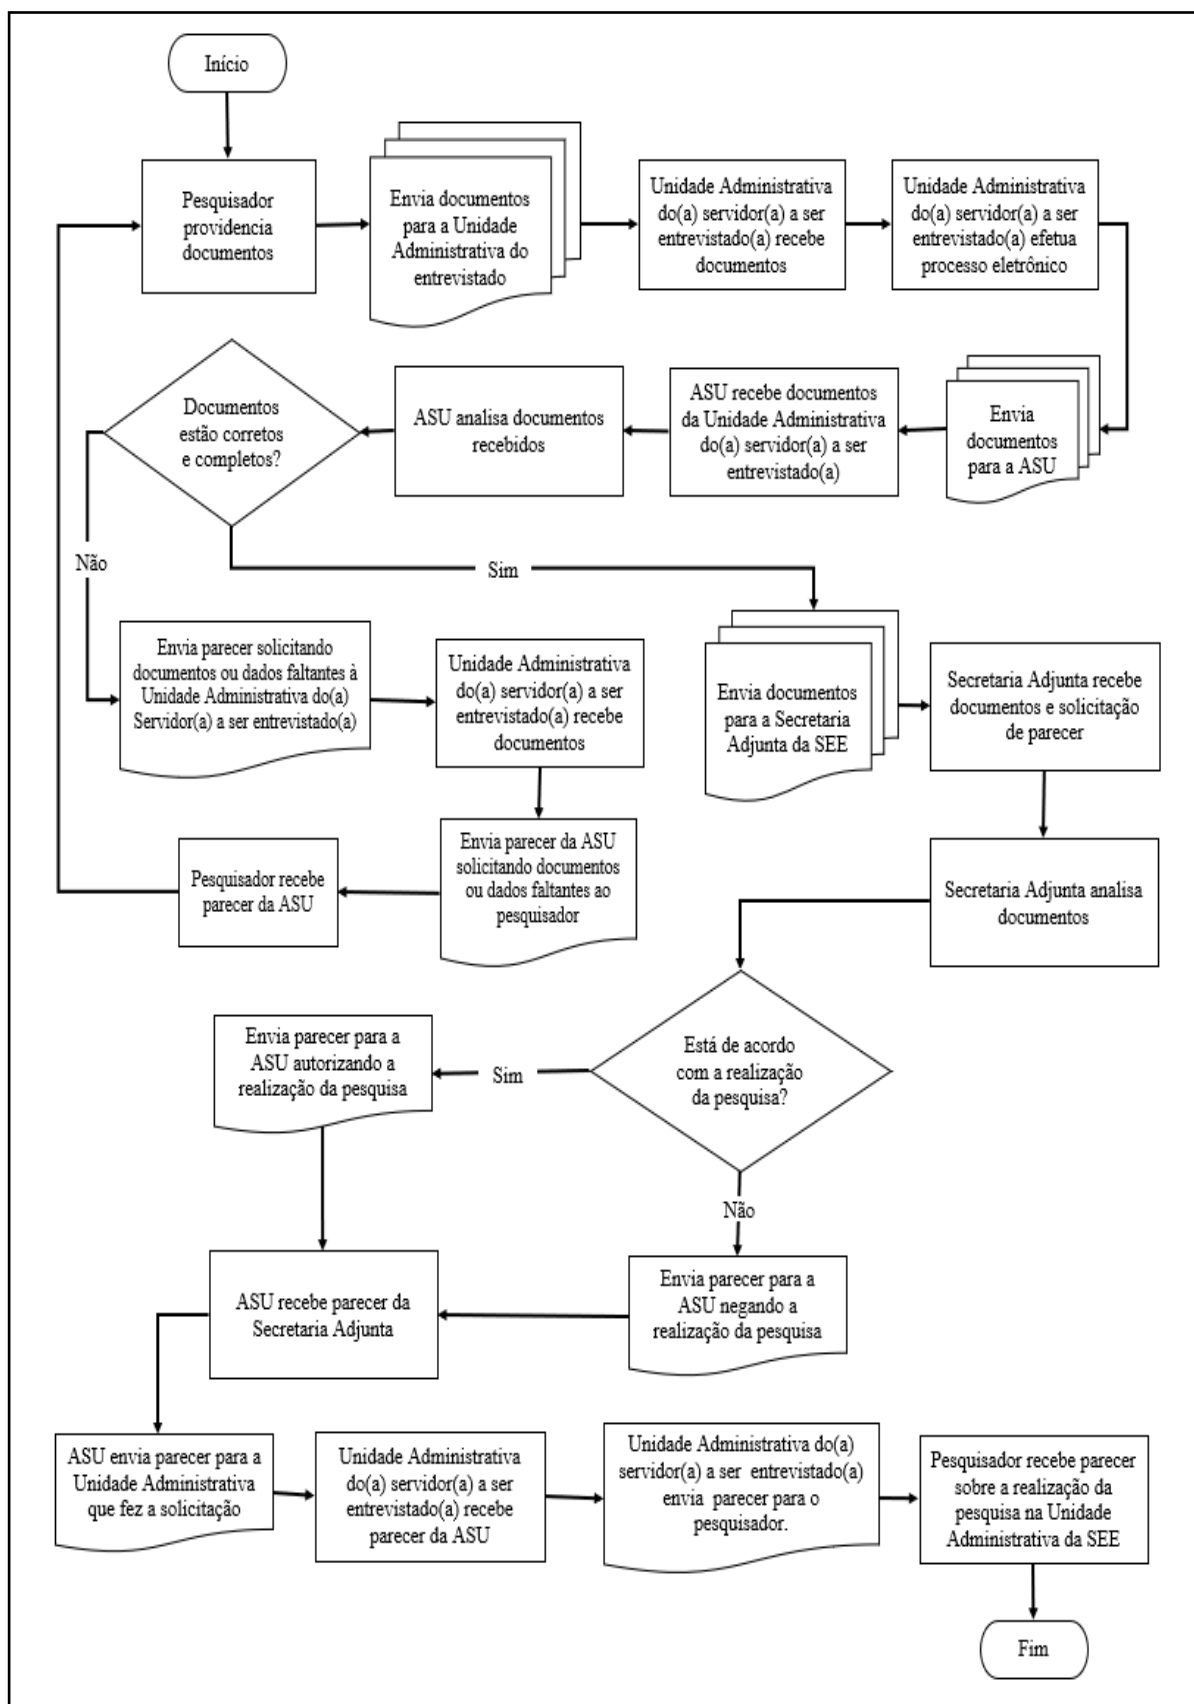 Início
Pesquisador
providencia
documentos
Envia documentos
para a Unidade
Administrativa do
entrevistado
Unidade Administrativa
do(a) servidor(a) a ser
entrevistado(a) recebe
documentos
Unidade Administrativa
do(a) servidor(a) a ser
entrevistado(a) efetua
processo eletrônico
Envia
documentos
para a ASU
ASU recebe documentos
da Unidade Administrativa
do(a) servidor(a) a ser
entrevistado(a)
ASU analisa documentos
recebidos
Documentos
estão corretos
e completos?
Não
Sim
Envia parecer solicitando
documentos ou dados faltantes à
Unidade Administrativa do(a)
Servidor(a) a ser entrevistado(a)
Unidade Administrativa
do(a) servidor(a) a ser
entrevistado(a) recebe
documentos
Envia parecer da ASU
solicitando documentos
ou dados faltantes ao
pesquisador
Pesquisador recebe
parecer da ASU
Envia documentos
para a Secretaria
Adjunta da SEE
Secretaria Adjunta recebe
documentos e solicitação
de parecer
Secretaria Adjunta analisa
documentos
Está de acordo
com a realização
da pesquisa?
Sim
Envia parecer para a
ASU autorizando a
realização da pesquisa
Não
Envia parecer para a
ASU negando a
realização da pesquisa
ASU recebe parecer da
Secretaria Adjunta
ASU envia parecer para a
Unidade Administrativa
que fez a solicitação
Unidade Administrativa
do(a) servidor(a) a ser
entrevistado(a) recebe
parecer da ASU
Unidade Administrativa do(a)
servidor(a) a ser entrevistado(a)
envia parecer para o
pesquisador.
Pesquisador recebe parecer
sobre a realização da
pesquisa na Unidade
Administrativa da SEE
Fim